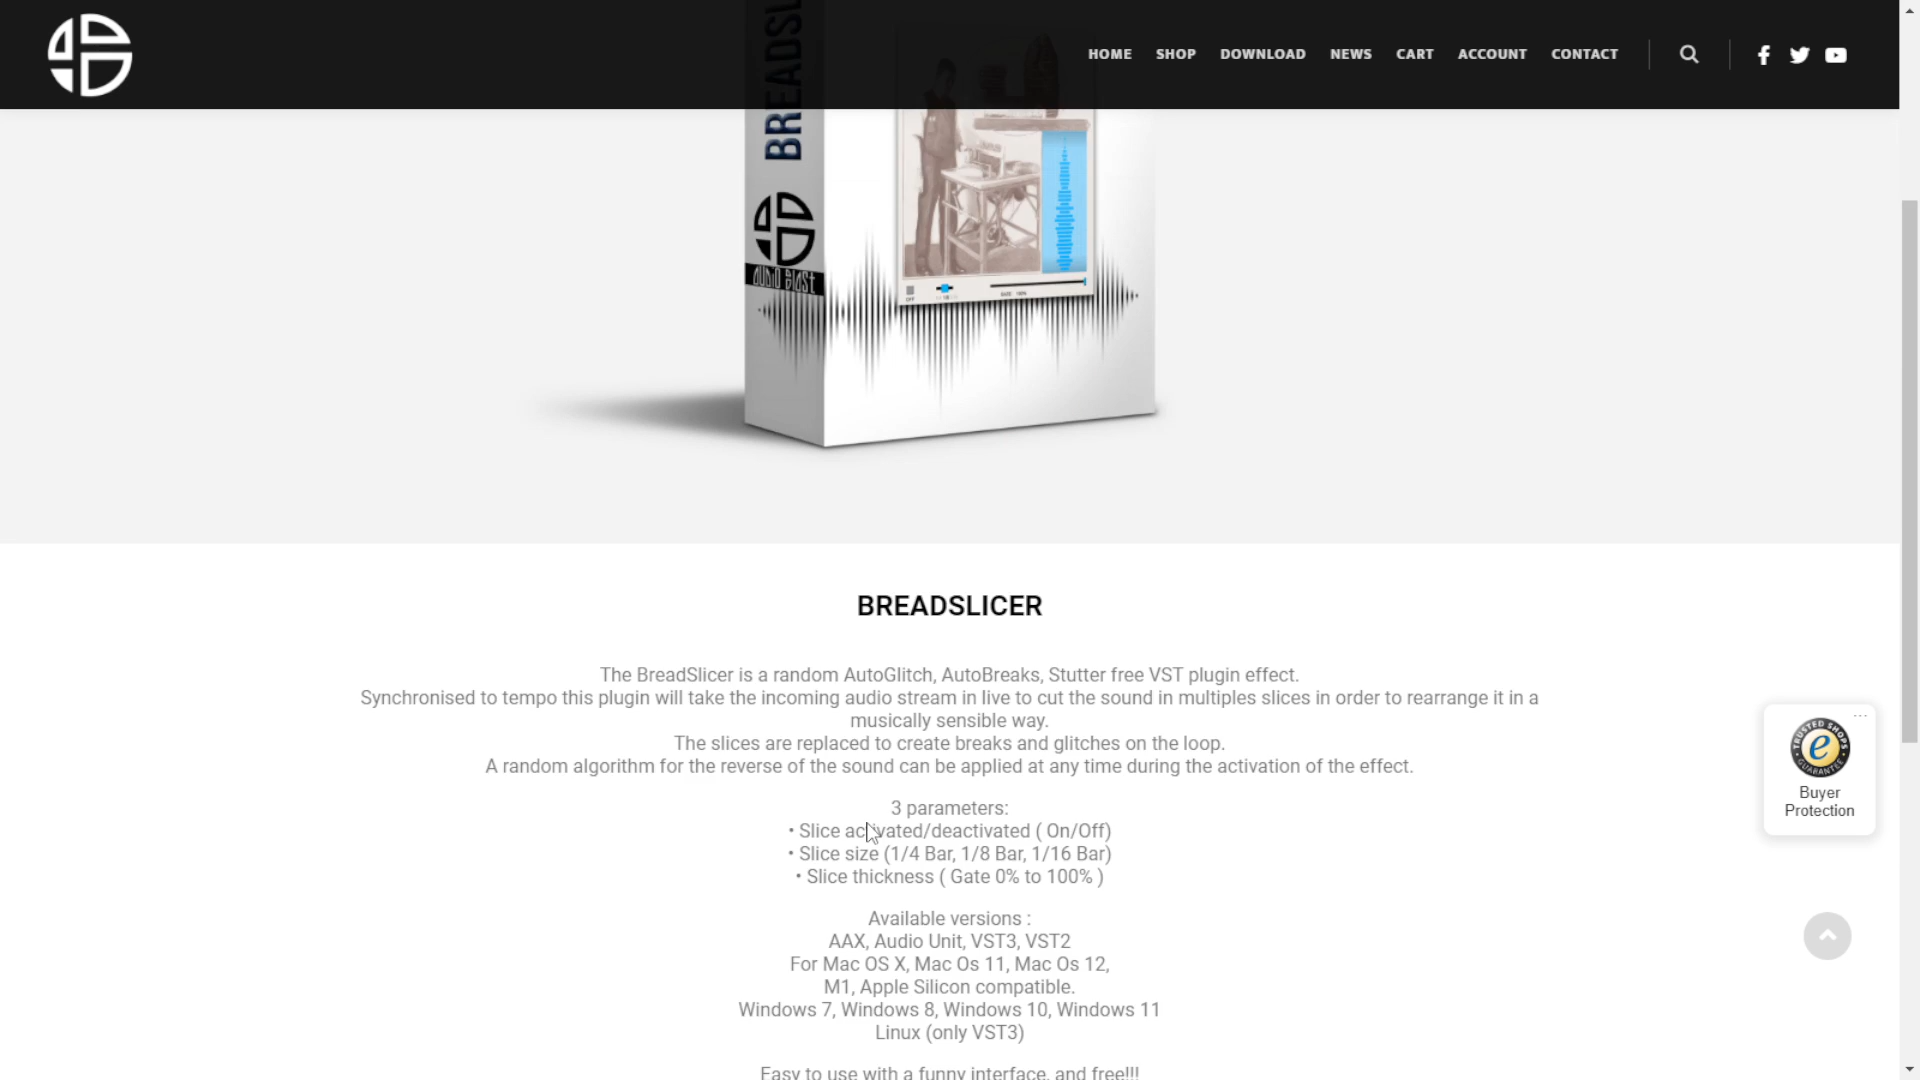 HOME SHOP DOWNLOAD NEWS CART ACCOUNT CONTACT
audio blast
OFF
BREADSLICER
The BreadSlicer is a random AutoGlitch, AutoBreaks, Stutter free VST plugin effect.
Synchronised to tempo this plugin will take the incoming audio stream in live to cut the sound in multiples slices in order to rearrange it in a
musically sensible way.
The slices are replaced to create breaks and glitches on the loop.
A random algorithm for the reverse of the sound can be applied at any time during the activation of the effect.
3 parameters:
• Slice activated/deactivated ( On/Off)
• Slice size (1/4 Bar, 1/8 Bar, 1/16 Bar)
• Slice thickness ( Gate 0% to 100% )
Available versions :
AAX, Audio Unit, VST3, VST2
For Mac OS X, Mac Os 11, Mac Os 12,
M1, Apple Silicon compatible.
Windows 7, Windows 8, Windows 10, Windows 11
Linux (only VST3)
Easy to use with a funny interface, and free!!!
TRUSTED SHOPS
e
GUARANTEE
Buyer
Protection